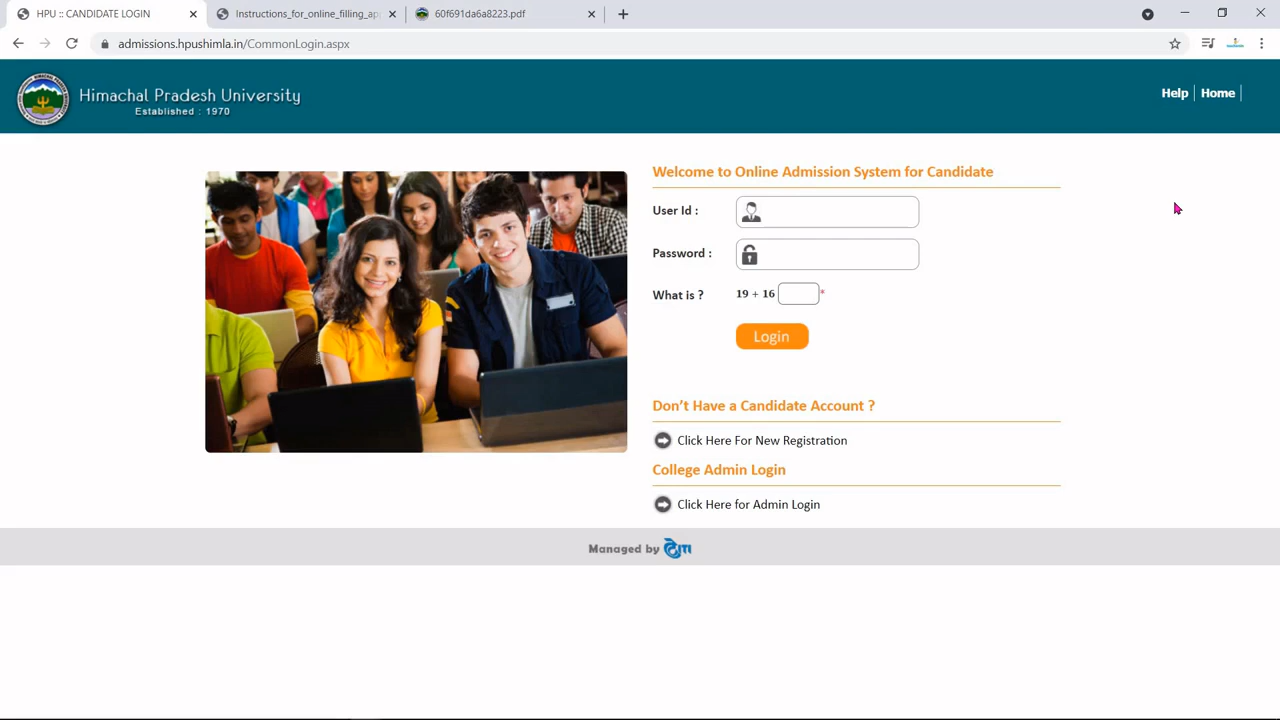 HPU :: CANDIDATE LOGIN
Instructions_for_online_filling_ap
60f691da6a8223.pdf
admissions.hpushimla.in/CommonLogin.aspx
Himachal Pradesh University
Established : 1970
Help
Home
Welcome to Online Admission System for Candidate
User Id :
Password :
What is ? 19 + 16 *
Login
Don't Have a Candidate Account ?
Click Here For New Registration
College Admin Login
Click Here for Admin Login
Managed by